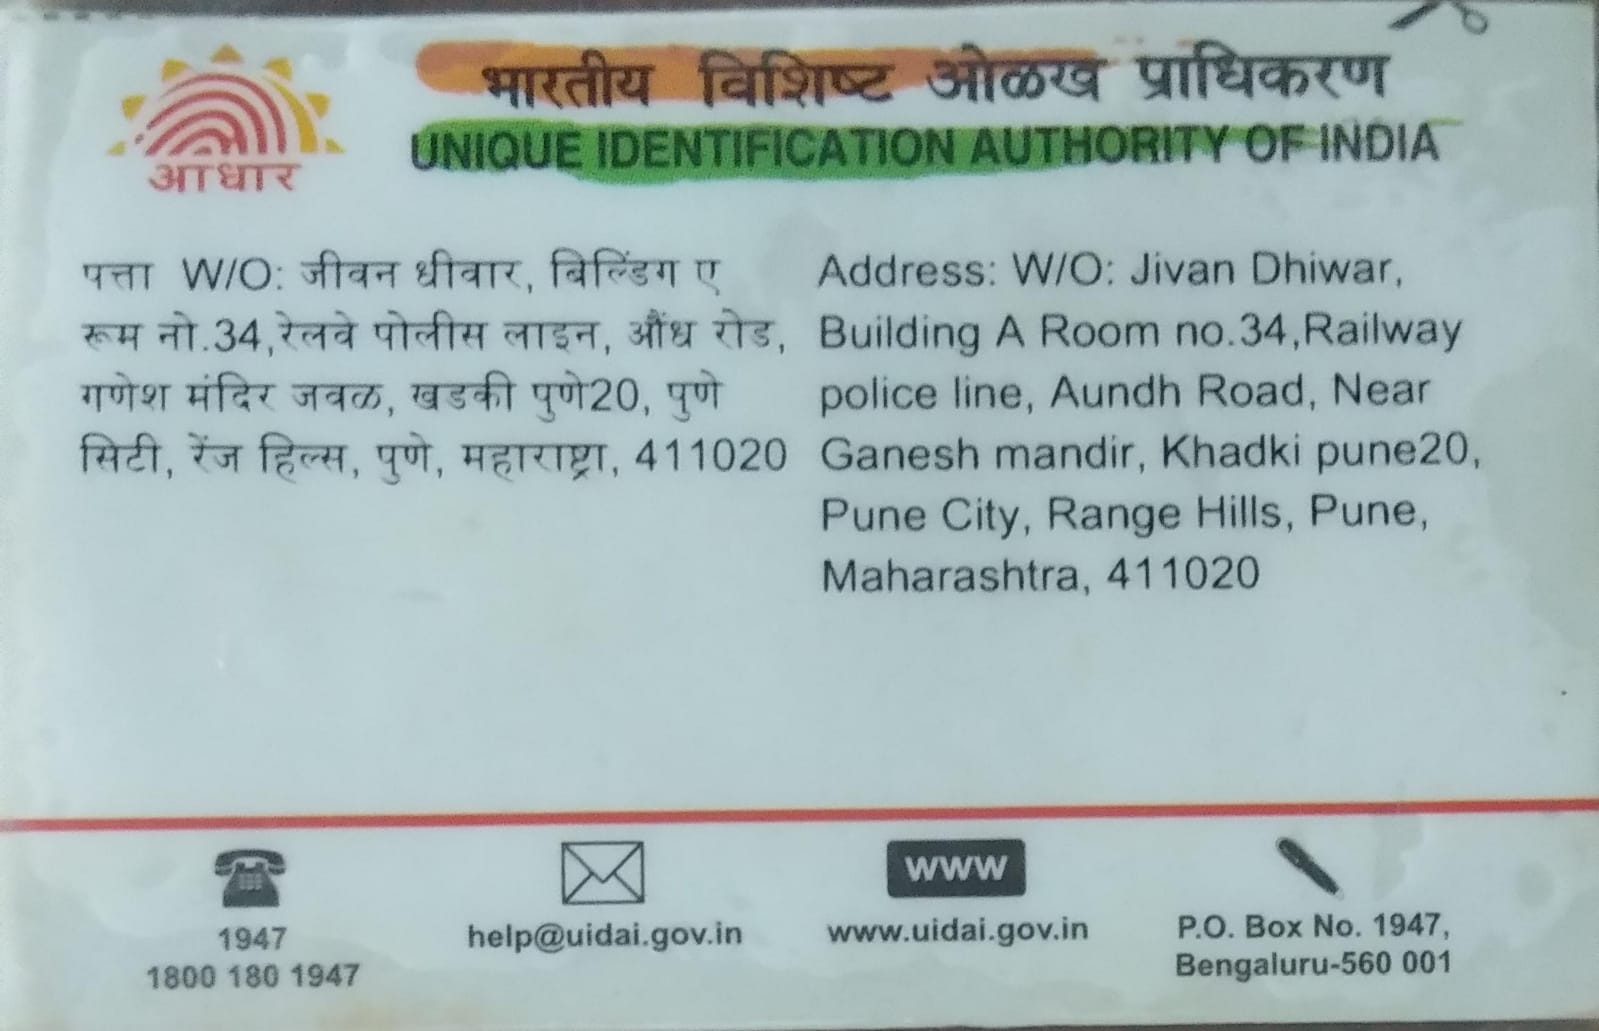 आधार
भारतीय विशिष्ट ओळख प्राधिकरण
UNIQUE IDENTIFICATION AUTHORITY OF INDIA
पत्ता W/O: जीवन धीवार, बिल्डिंग ए
रूम नो.34,रेलवे पोलीस लाइन, औंध रोड,
गणेश मंदिर जवळ, खडकी पुणे20, पुणे
सिटी, रेंज हिल्स, पुणे, महाराष्ट्रा, 411020
Address: W/O: Jivan Dhiwar,
Building A Room no.34,Railway
police line, Aundh Road, Near
Ganesh mandir, Khadki pune20,
Pune City, Range Hills, Pune,
Maharashtra, 411020
1947
1800 180 1947
help@uidai.gov.in
www
www.uidai.gov.in
P.O. Box No. 1947,
Bengaluru-560 001